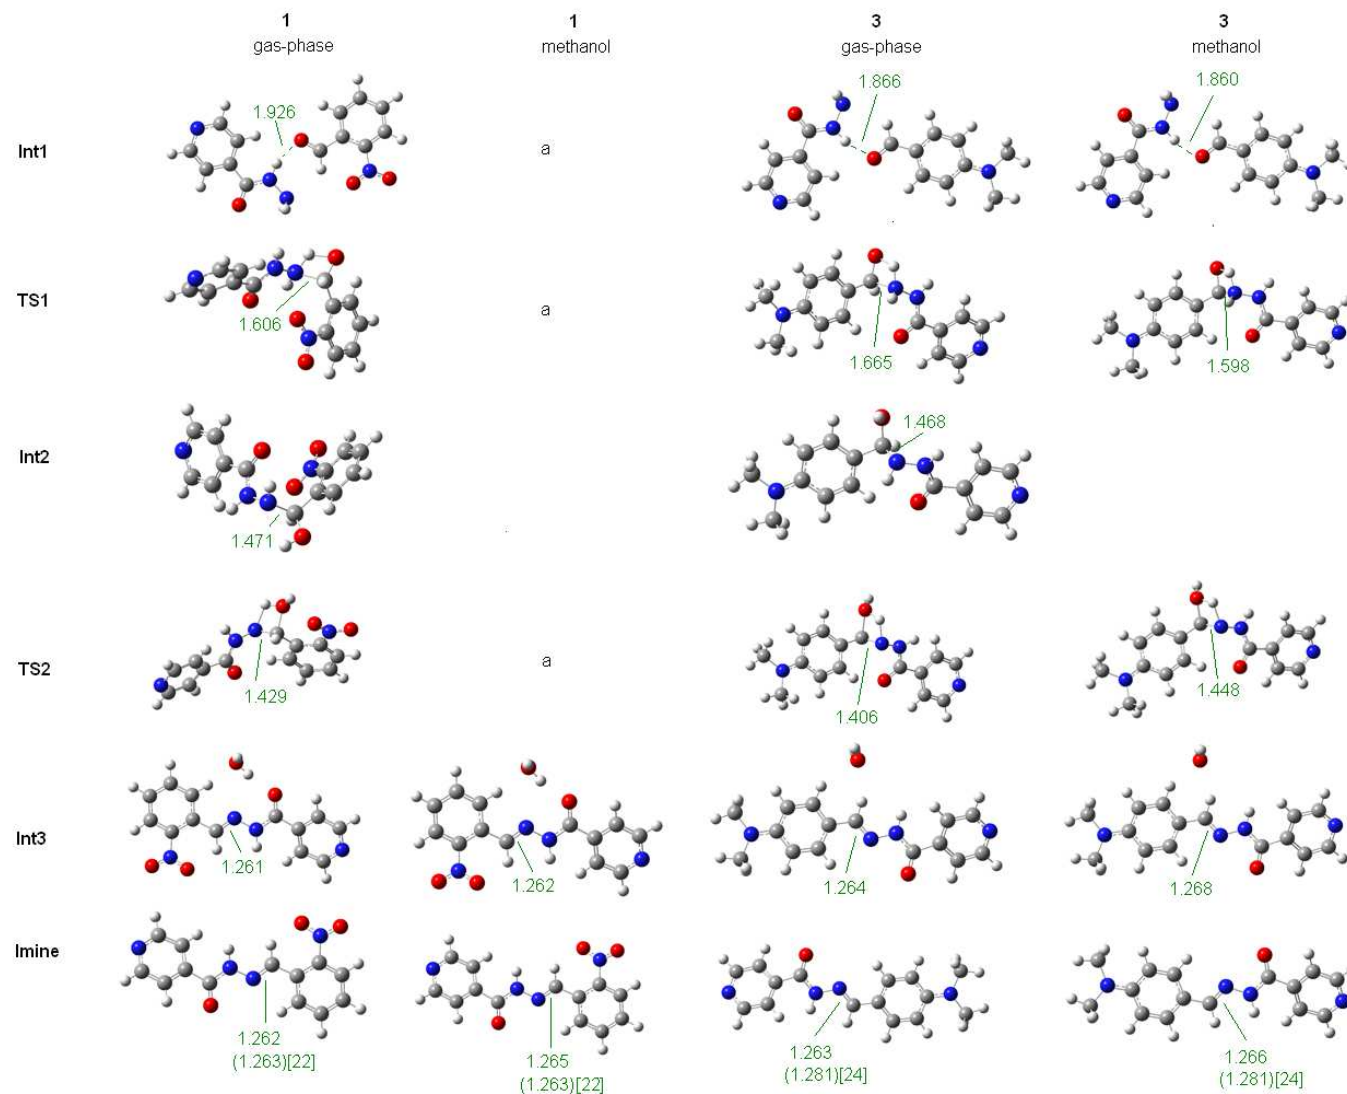 1
1
3
3
gas-phase
methanol
gas-phase
methanol
Int1
1.926
a
1.866
1.860
TS1
1.606
a
1.665
1.598
Int2
1.471
1.468
TS2
1.429
a
1.406
1.448
Int3
1.261
1.262
1.264
1.268
Imine
1.262
(1.263)[22]
1.265
(1.263)[22]
1.263
(1.281)[24]
1.266
(1.281)[24]